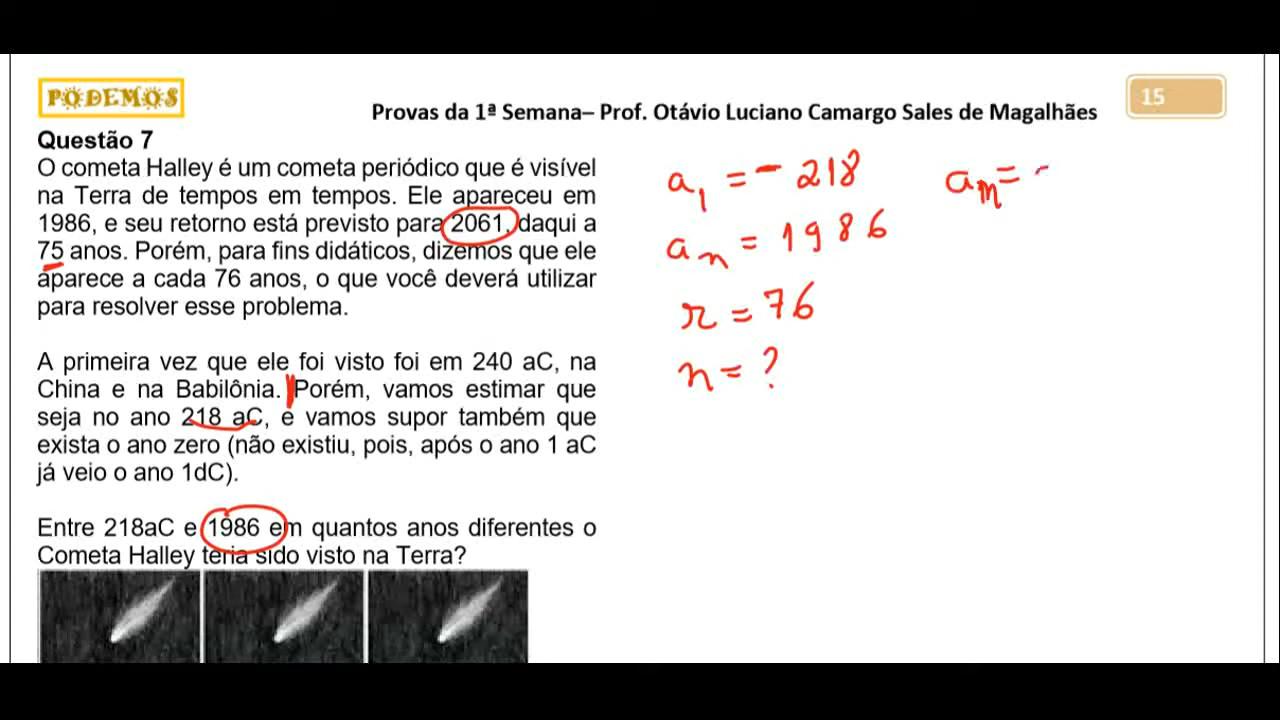 PODEMOS
Provas da 1ª Semana– Prof. Otávio Luciano Camargo Sales de Magalhães
15
Questão 7
O cometa Halley é um cometa periódico que é visível
na Terra de tempos em tempos. Ele apareceu em
1986, e seu retorno está previsto para 2061, daqui a
75 anos. Porém, para fins didáticos, dizemos que ele
aparece a cada 76 anos, o que você deverá utilizar
para resolver esse problema.
A primeira vez que ele foi visto foi em 240 aC, na
China e na Babilônia. Porém, vamos estimar que
seja no ano 218 aC, e vamos supor também que
exista o ano zero (não existiu, pois, após o ano 1 aC
já veio o ano 1dC).
Entre 218aC e 1986 em quantos anos diferentes o
Cometa Halley teria sido visto na Terra?
a₁ = - 218
aₙ = 1986
r = 76
n = ?
aₙ =